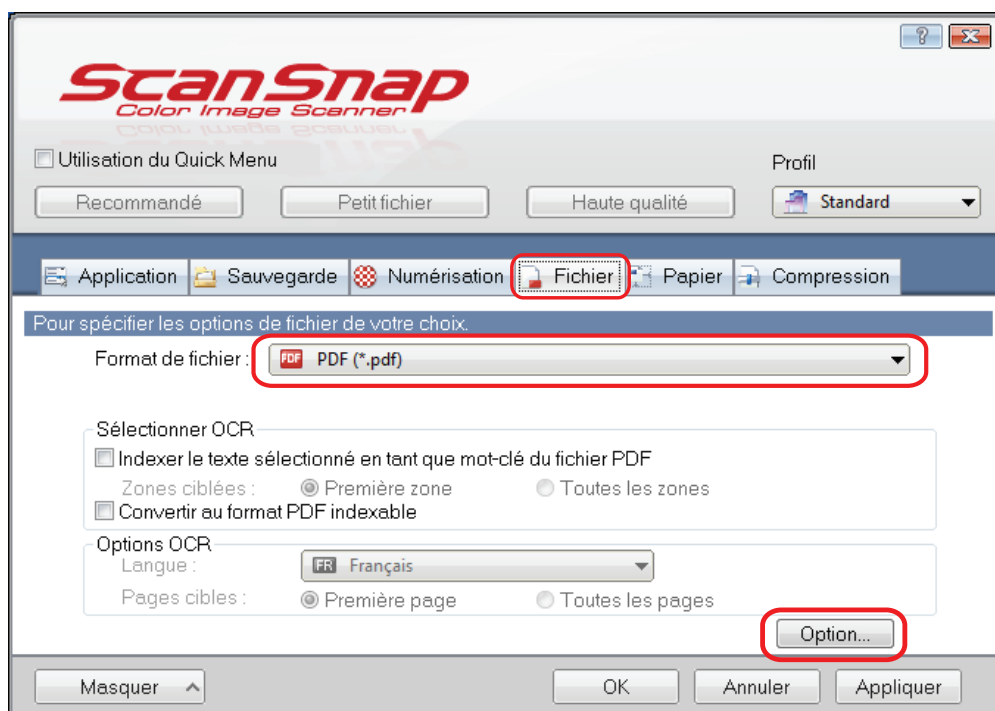 ScanSnap
Color Image Scanner
Utilisation du Quick Menu
Profil
Recommandé Petit fichier Haute qualité Standard
Application Sauvegarde Numérisation Fichier Papier Compression
Pour spécifier les options de fichier de votre choix.
Format de fichier : PDF PDF (*.pdf)
Sélectionner OCR
Indexer le texte sélectionné en tant que mot-clé du fichier PDF
Zones ciblées : Première zone Toutes les zones
Convertir au format PDF indexable
Options OCR
Langue : FR Français
Pages cibles : Première page Toutes les pages
Option...
Masquer OK Annuler Appliquer